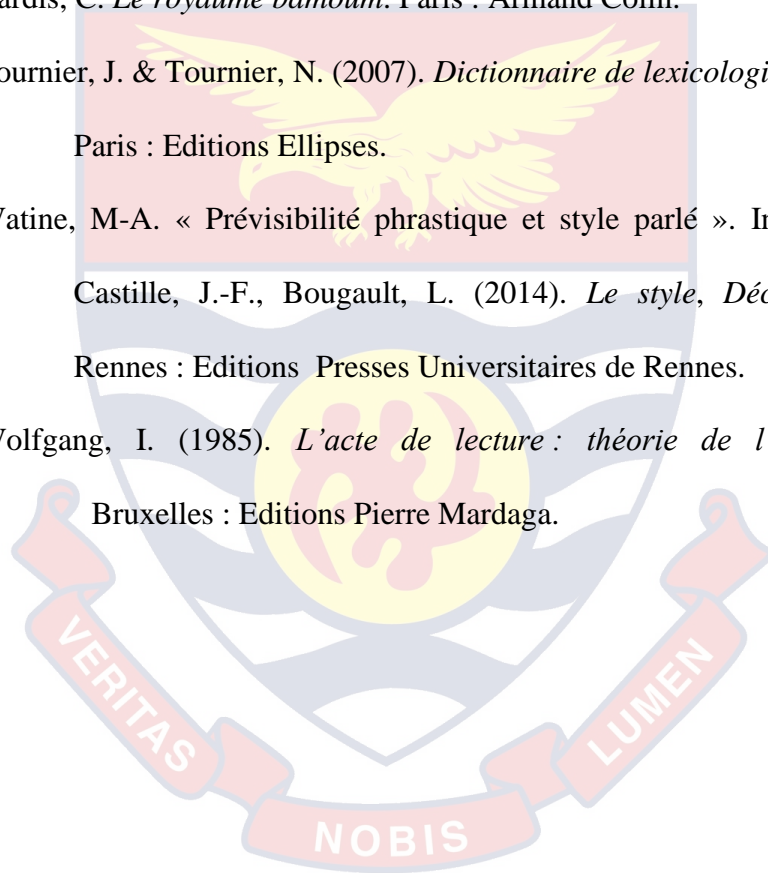 ardis, C. Le royaume bamoum. Paris : Armand Colin.
ournier, J. & Tournier, N. (2007). Dictionnaire de lexicologi
Paris : Editions Ellipses.
atine, M-A. « Prévisibilité phrastique et style parlé ». In
Castille, J.-F., Bougault, L. (2014). Le style, Déc
Rennes : Editions Presses Universitaires de Rennes.
Volfgang, I. (1985). L’acte de lecture : théorie de l
Bruxelles : Editions Pierre Mardaga.
VERITAS
NOBIS
LUMEN